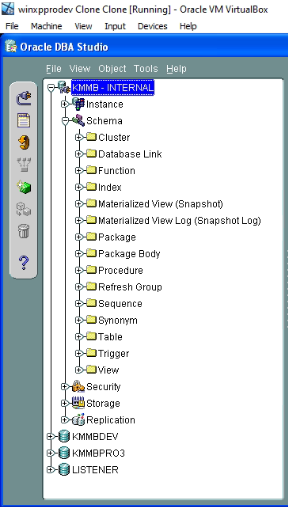 winxpprodev Clone Clone [Running] - Oracle VM VirtualBox
File Machine View Input Devices Help
Oracle DBA Studio
File View Object Tools Help
KMMB - INTERNAL
Instance
Schema
Cluster
Database Link
Function
Index
Materialized View (Snapshot)
Materialized View Log (Snapshot Log)
Package
Package Body
Procedure
Refresh Group
Sequence
Synonym
Table
Trigger
View
Security
Storage
Replication
KMMBDEV
KMMBPRO3
LISTENER